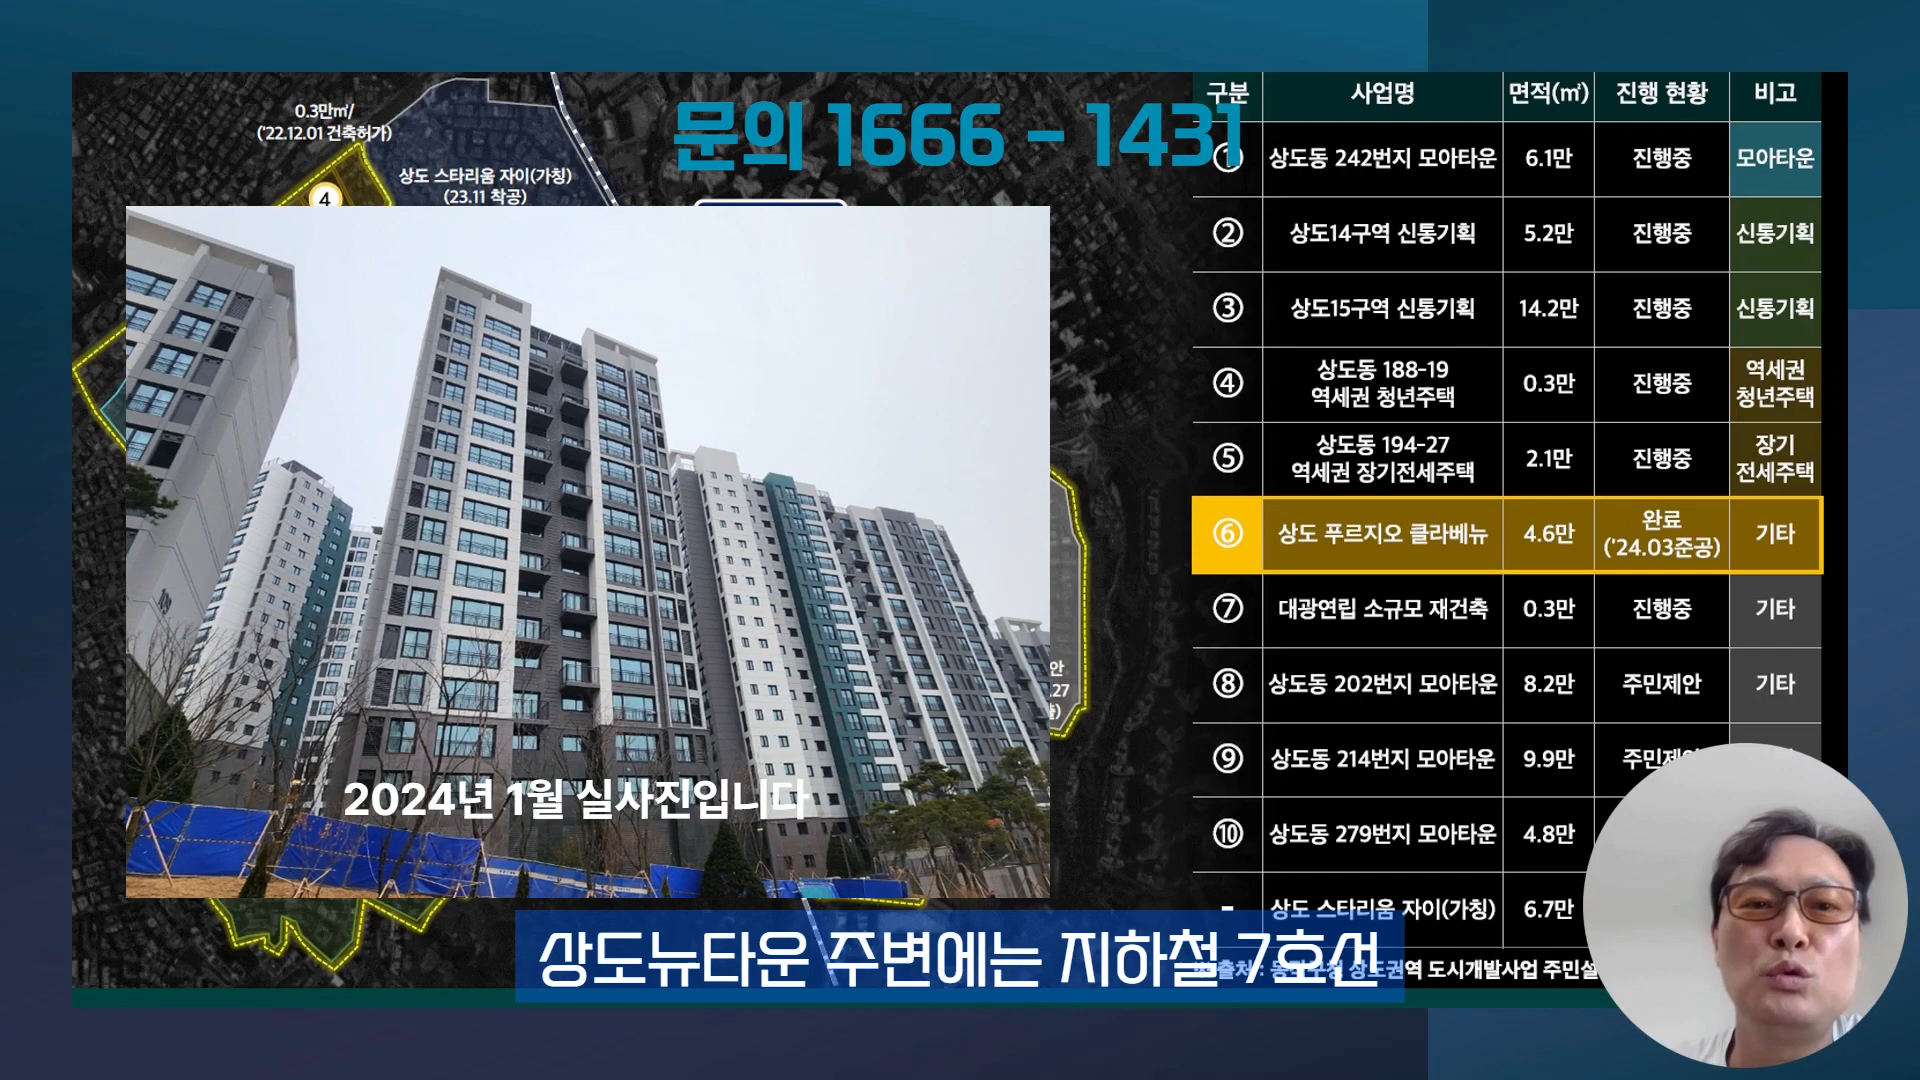 문의 1666 - 1431
0.3만㎡/
('22.12.01 건축허가)
4
상도 스타리움 자이(가칭)
(23.11 착공)
구분 사업명 면적(㎡) 진행 현황 비고
① 상도동 242번지 모아타운 6.1만 진행중 모아타운
② 상도14구역 신통기획 5.2만 진행중 신통기획
③ 상도15구역 신통기획 14.2만 진행중 신통기획
④ 상도동 188-19 역세권 청년주택 0.3만 진행중 역세권 청년주택
⑤ 상도동 194-27 역세권 장기전세주택 2.1만 진행중 장기 전세주택
⑥ 상도 푸르지오 클라베뉴 4.6만 완료 ('24.03준공) 기타
⑦ 대광연립 소규모 재건축 0.3만 진행중 기타
⑧ 상도동 202번지 모아타운 8.2만 주민제안 기타
⑨ 상도동 214번지 모아타운 9.9만 주민제안
⑩ 상도동 279번지 모아타운 4.8만
- 상도 스타리움 자이(가칭) 6.7만
안
.27
2024년 1월 실사진입니다
상도뉴타운 주변에는 지하철 7호선
출처 : 상도권역 도시개발사업 주민설